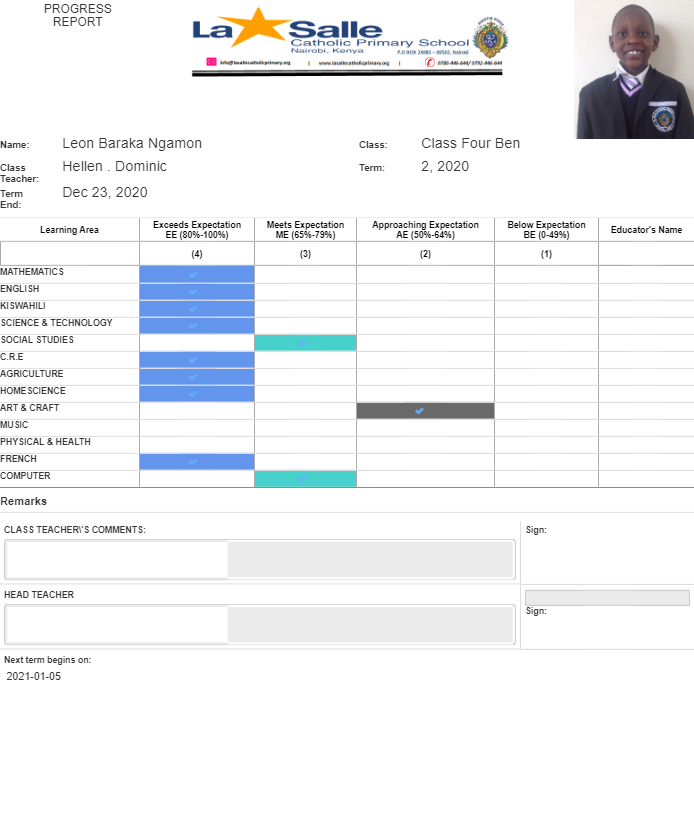 PROGRESS
REPORT
La Salle
Catholic Primary School
Nairobi, Kenya
P.O BOX 24083 - 00502, Nairobi
info@lasallecatholicprimary.org | www.lasallecatholicprimary.org | 0780-446-644/ 0792-446-644
Name: Leon Baraka Ngamon Class: Class Four Ben
Class Teacher: Hellen . Dominic Term: 2, 2020
Term End: Dec 23, 2020
Learning Area Exceeds Expectation EE (80%-100%) Meets Expectation ME (65%-79%) Approaching Expectation AE (50%-64%) Below Expectation BE (0-49%) Educator's Name
(4) (3) (2) (1)
MATHEMATICS
ENGLISH
KISWAHILI
SCIENCE & TECHNOLOGY
SOCIAL STUDIES
C.R.E
AGRICULTURE
HOMESCIENCE
ART & CRAFT
MUSIC
PHYSICAL & HEALTH
FRENCH
COMPUTER
Remarks
CLASS TEACHER\'S COMMENTS: Sign:
HEAD TEACHER
Sign:
Next term begins on:
2021-01-05